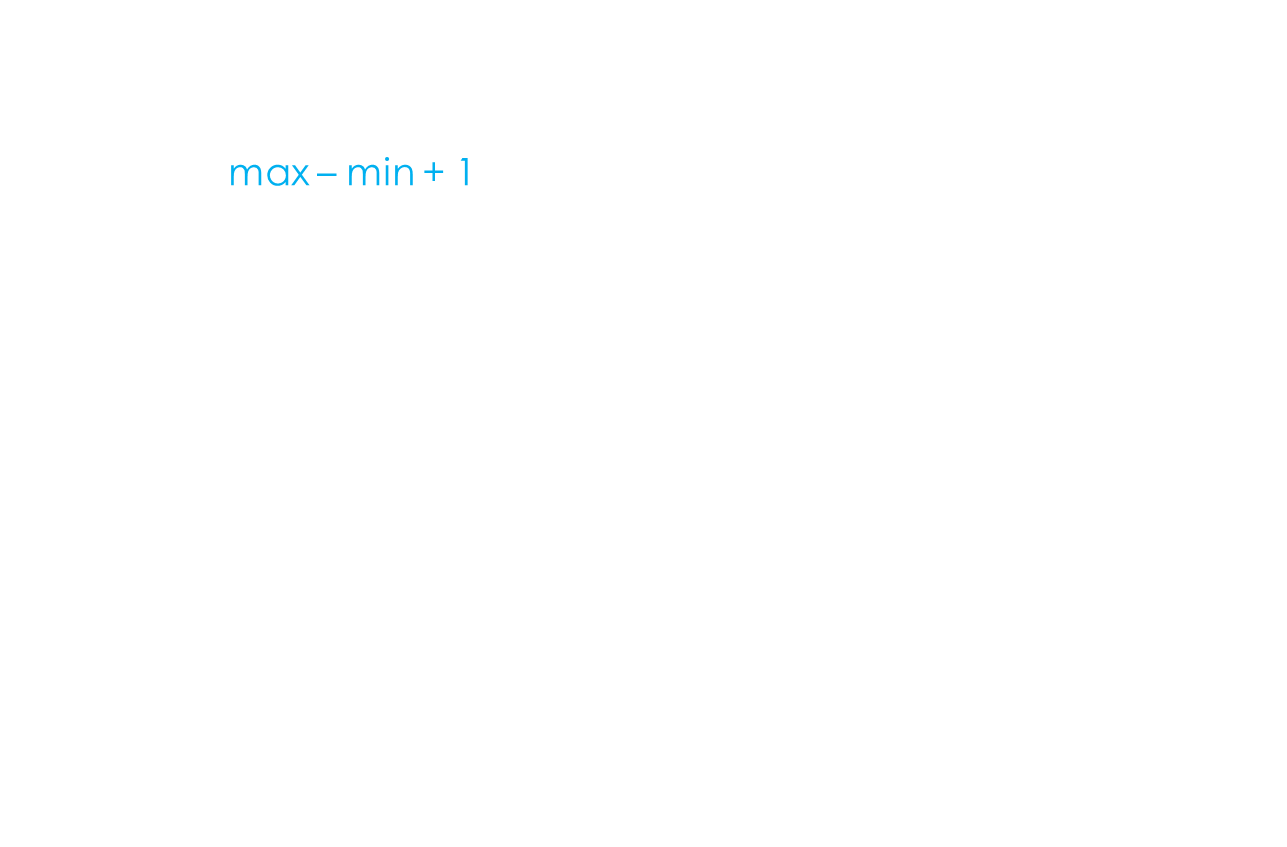 max – min + 1